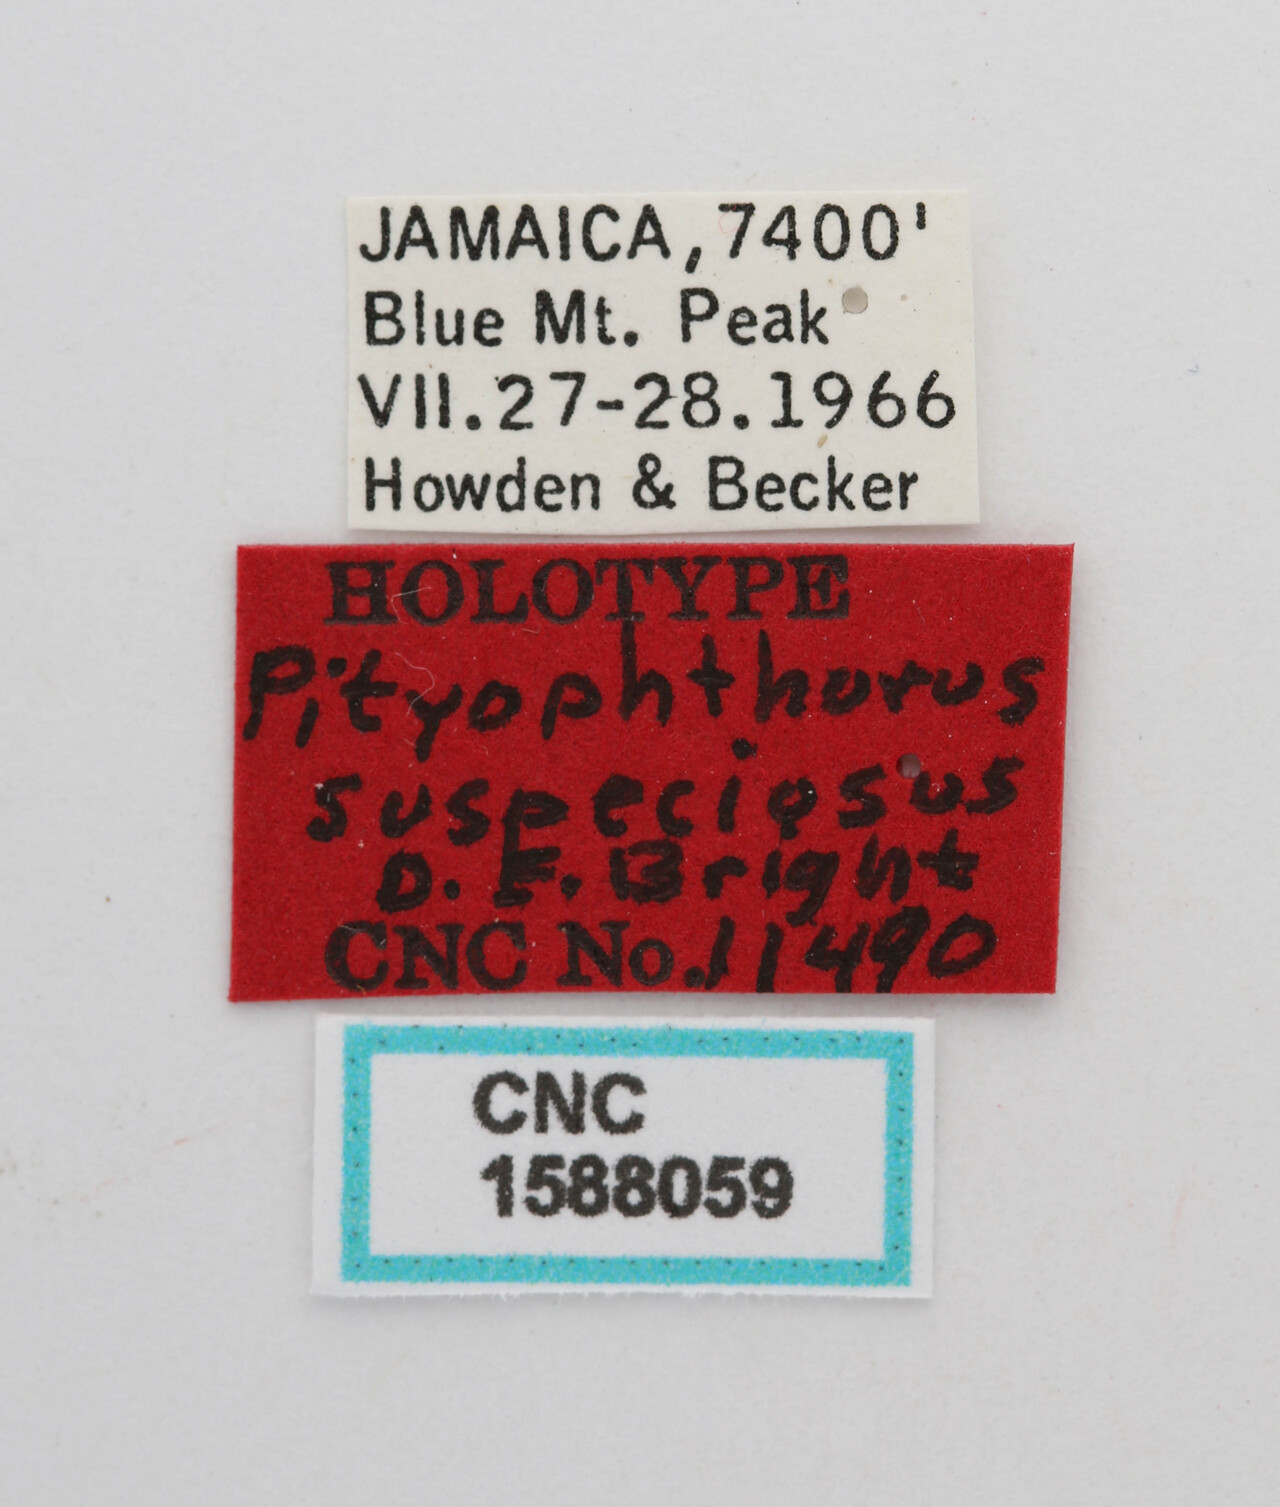 JAMAICA, 7400'
Blue Mt. Peak
VII.27-28.1966
Howden & Becker
HOLOTYPE
Pityophthorus
suspeciosus
D. E. Bright
CNC No. 11490
CNC
1588059